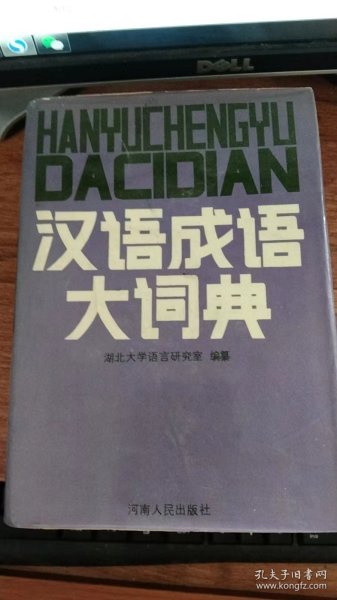 DELL
HANYUCHENGYU
DACIDIAN
汉语成语
大词典
湖北大学语言研究室 编纂
河南人民出版社
孔夫子旧书网
www.kongfz.com